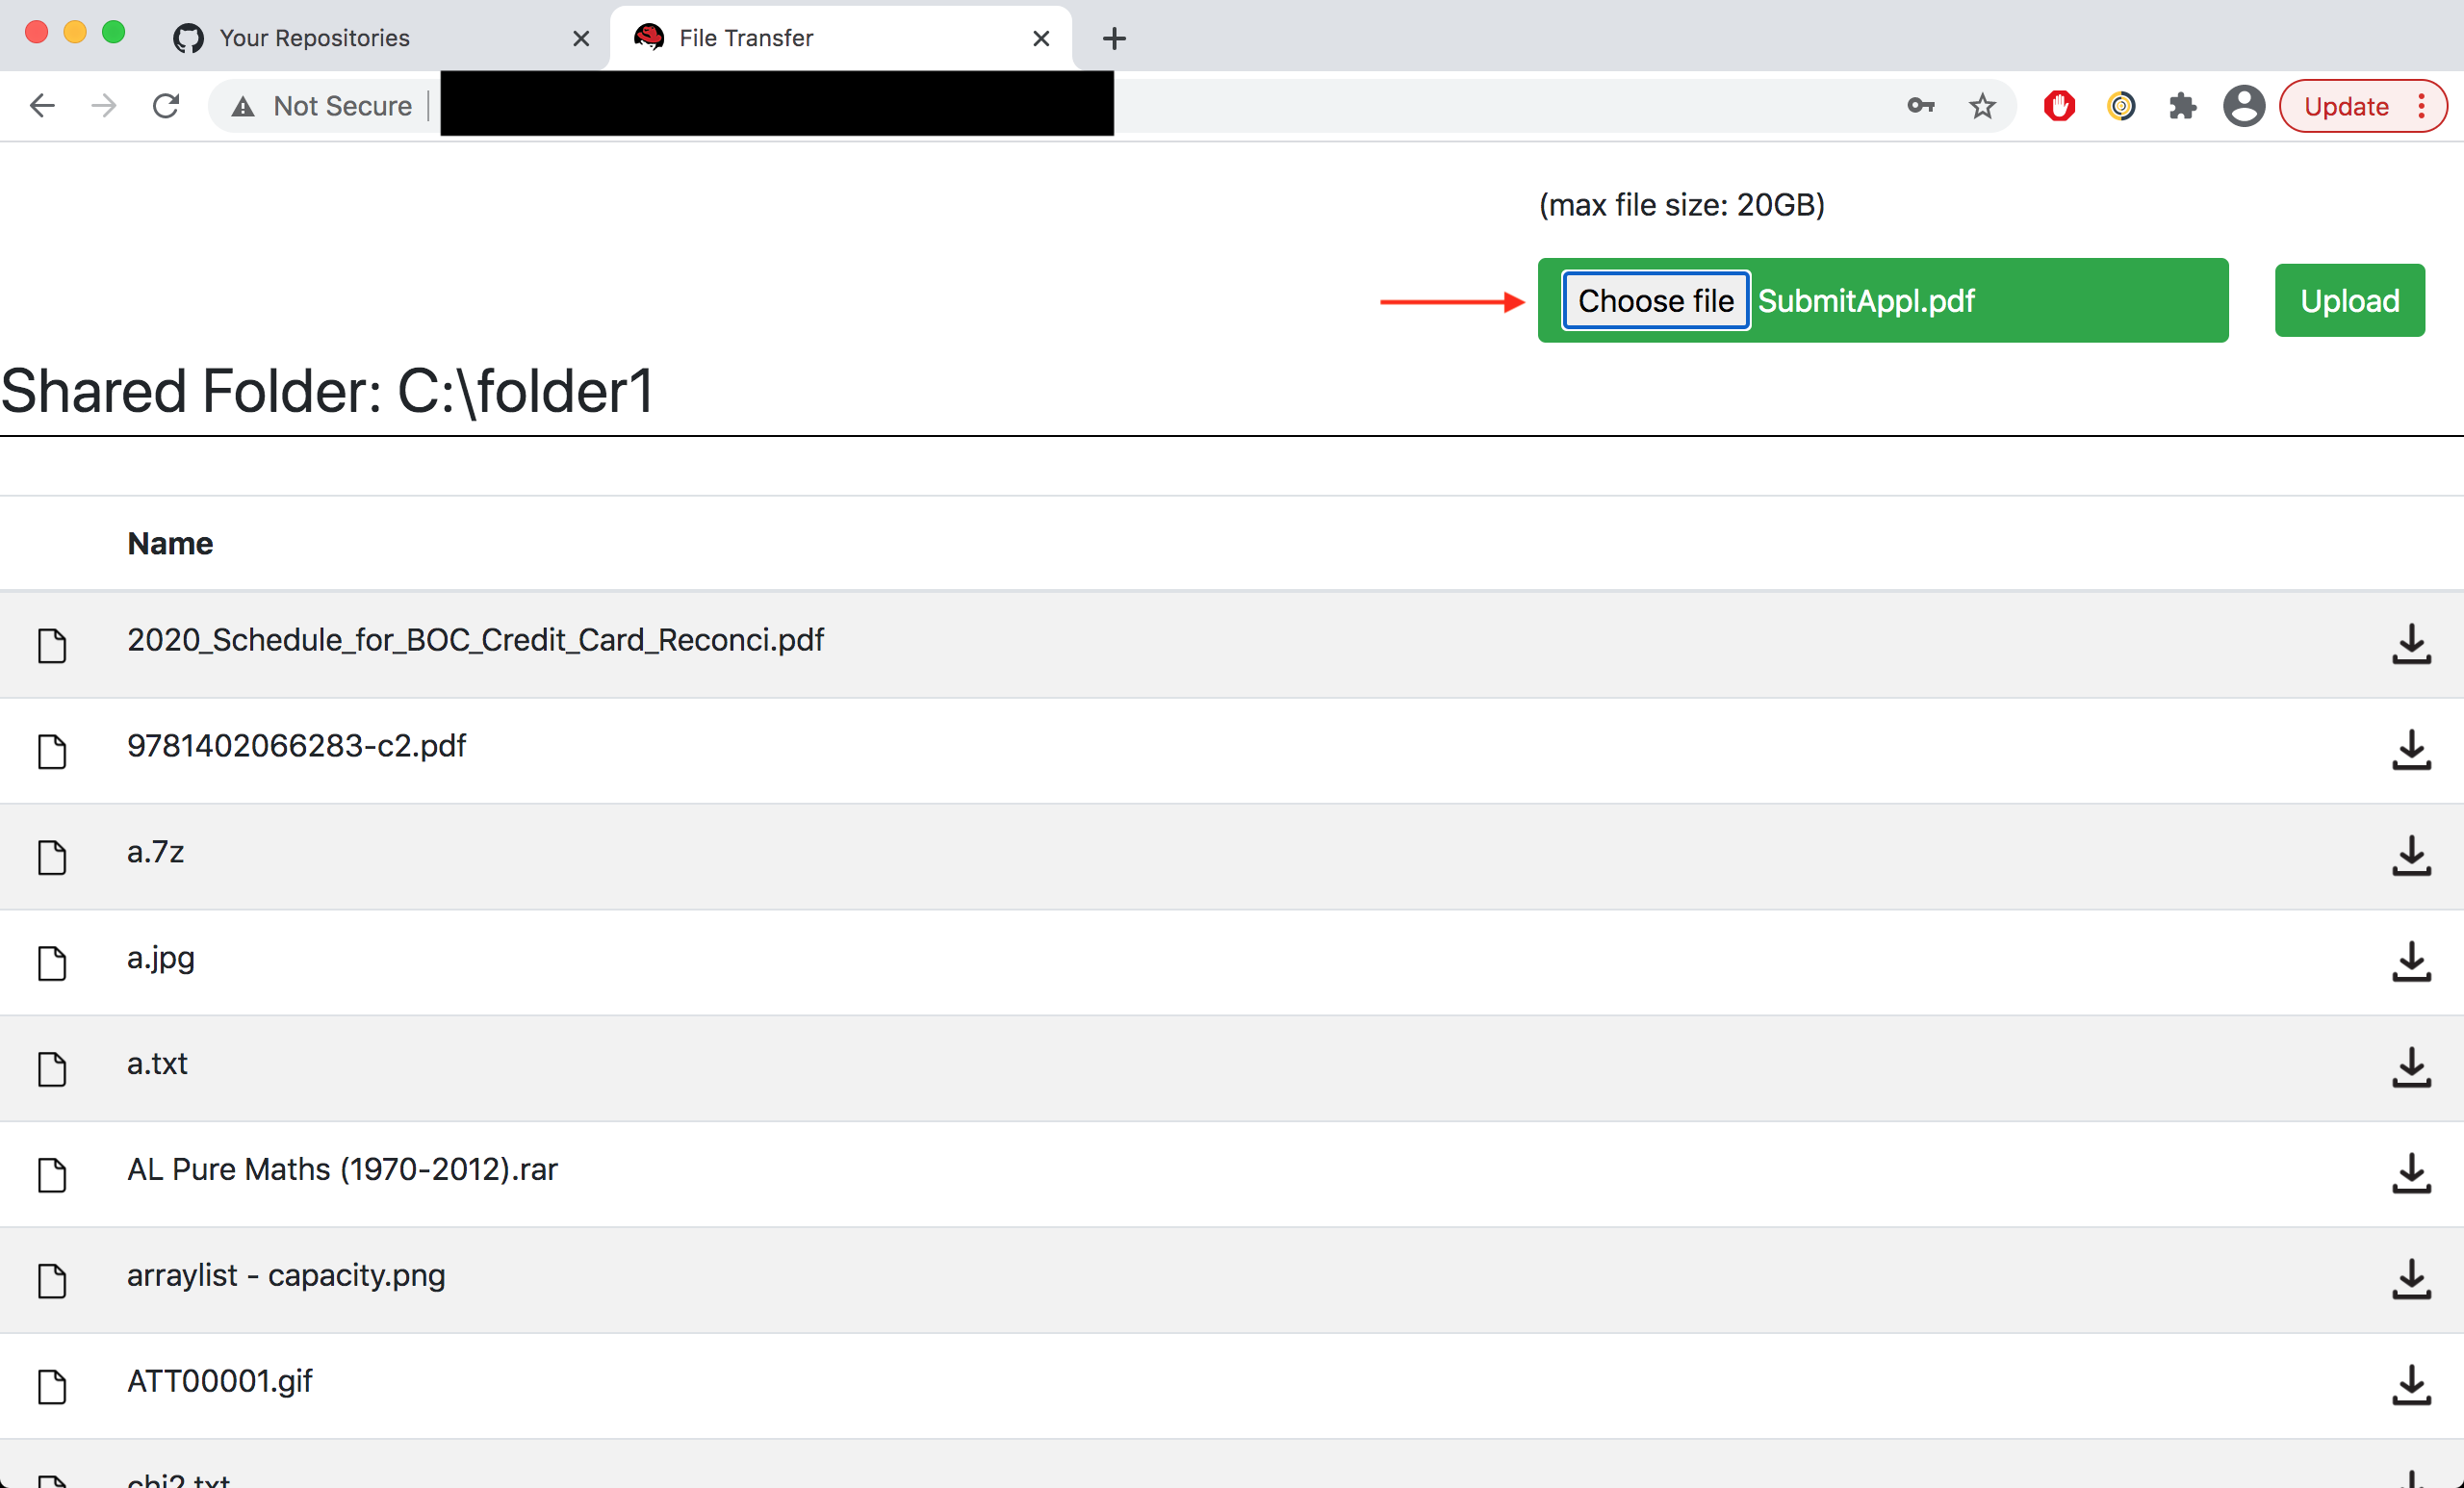 Your Repositories
File Transfer
Not Secure
Update
(max file size: 20GB)
Choose file SubmitAppl.pdf
Upload
Shared Folder: C:\folder1
Name
2020_Schedule_for_BOC_Credit_Card_Reconci.pdf
9781402066283-c2.pdf
a.7z
a.jpg
a.txt
AL Pure Maths (1970-2012).rar
arraylist - capacity.png
ATT00001.gif
chi2.txt